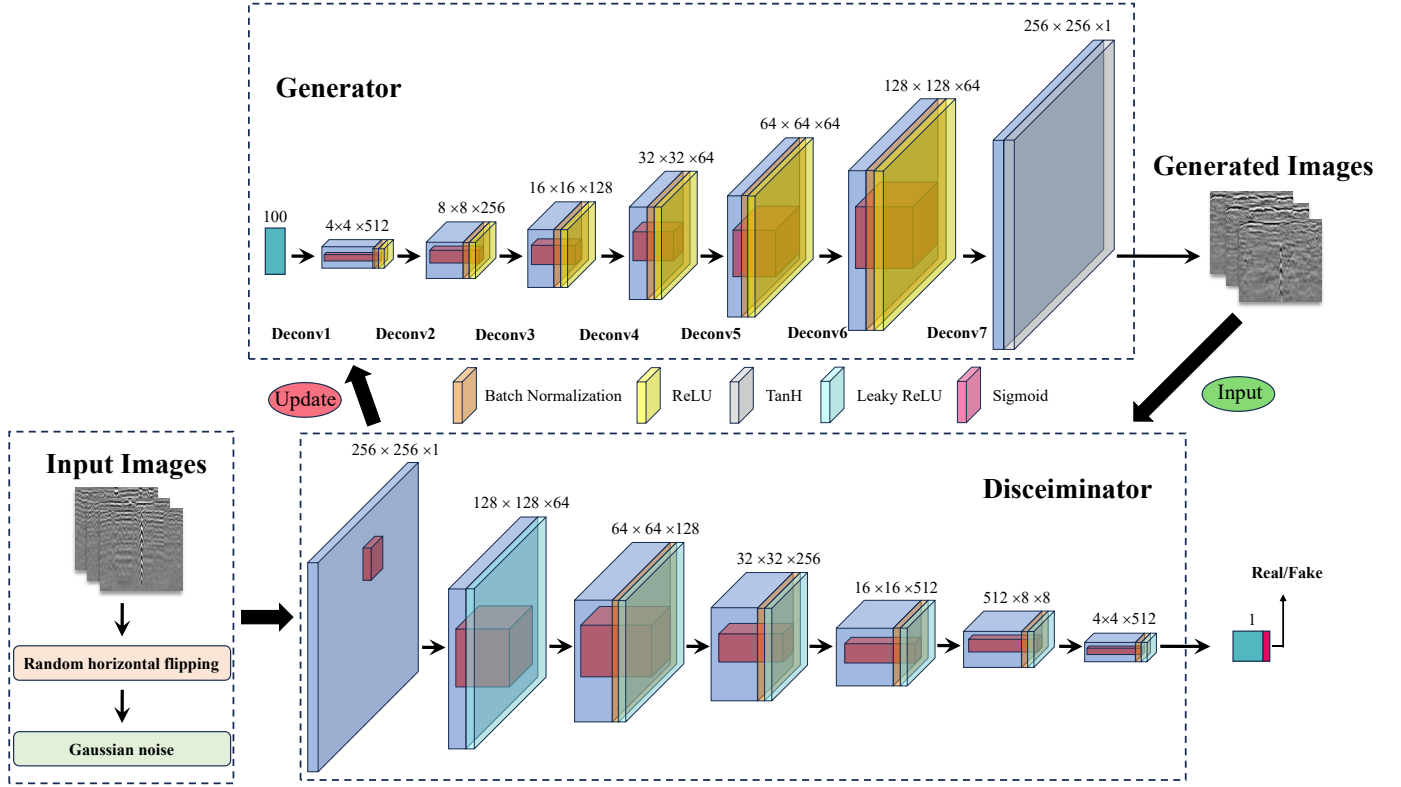 256 × 256 ×1
Generator
128 × 128 ×64
64 × 64 ×64
32 ×32 ×64
16 ×16 ×128
8 ×8 ×256
4×4 ×512
100
Generated Images
Deconv1
Deconv2
Deconv3
Deconv4
Deconv5
Deconv6
Deconv7
Update
Batch Normalization
ReLU
TanH
Leaky ReLU
Sigmoid
Input
Input Images
Random horizontal flipping
Gaussian noise
256 × 256 ×1
Disceiminator
128 × 128 ×64
64 × 64 ×128
32 ×32 ×256
16 ×16 ×512
512 ×8 ×8
4×4 ×512
Real/Fake
1